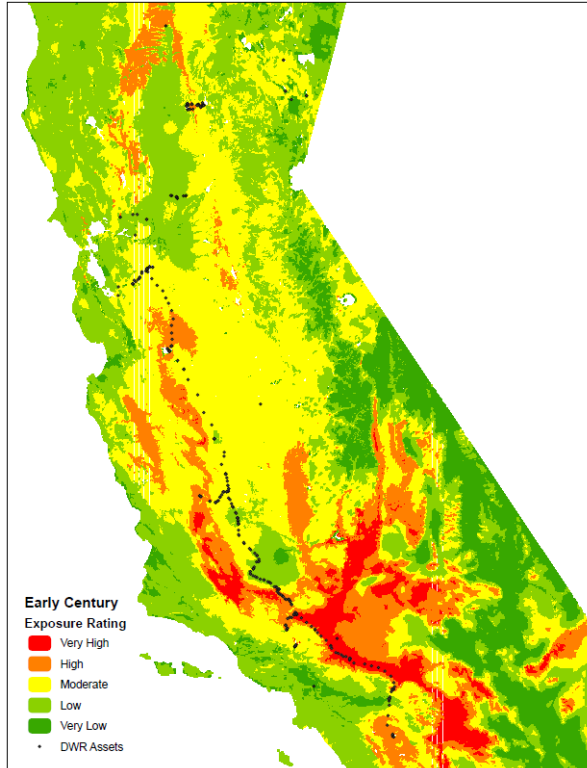 Early Century
Exposure Rating
Very High
High
Moderate
Low
Very Low
DWR Assets